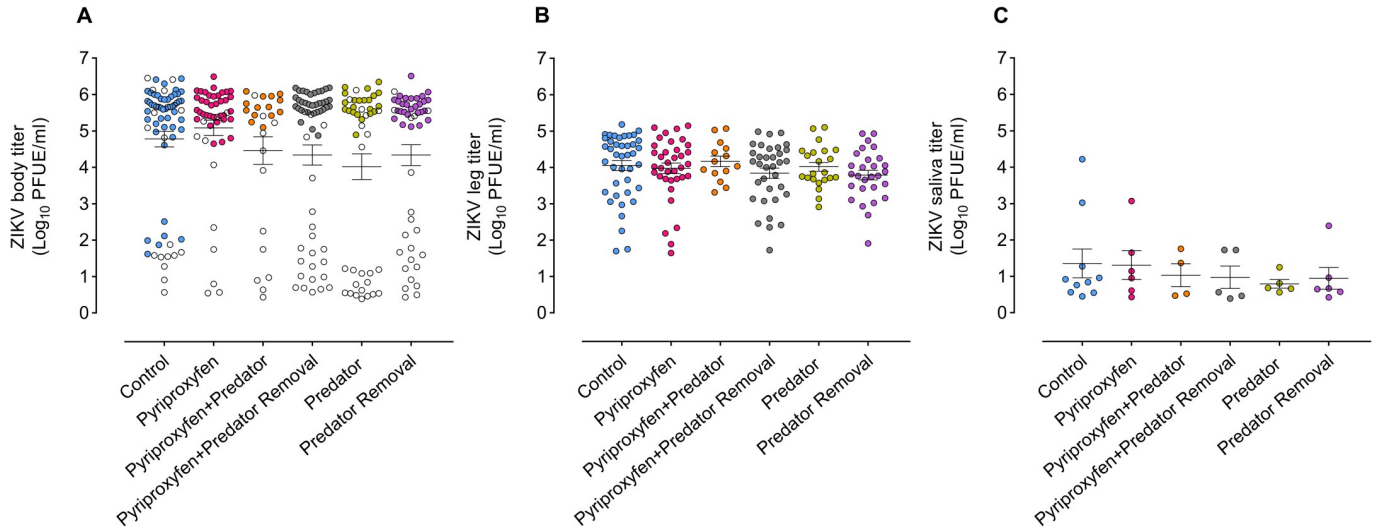 A
ZIKV body titer
(Log10 PFUE/ml)
7
6
5
4
3
2
1
0
Control
Pyriproxyfen
Pyriproxyfen+Predator
Pyriproxyfen+Predator Removal
Predator
Predator Removal
B
ZIKV leg titer
(Log10 PFUE/ml)
7
6
5
4
3
2
1
0
Control
Pyriproxyfen
Pyriproxyfen+Predator
Pyriproxyfen+Predator Removal
Predator
Predator Removal
C
ZIKV saliva titer
(Log10 PFUE/ml)
7
6
5
4
3
2
1
0
Control
Pyriproxyfen
Pyriproxyfen+Predator
Pyriproxyfen+Predator Removal
Predator
Predator Removal